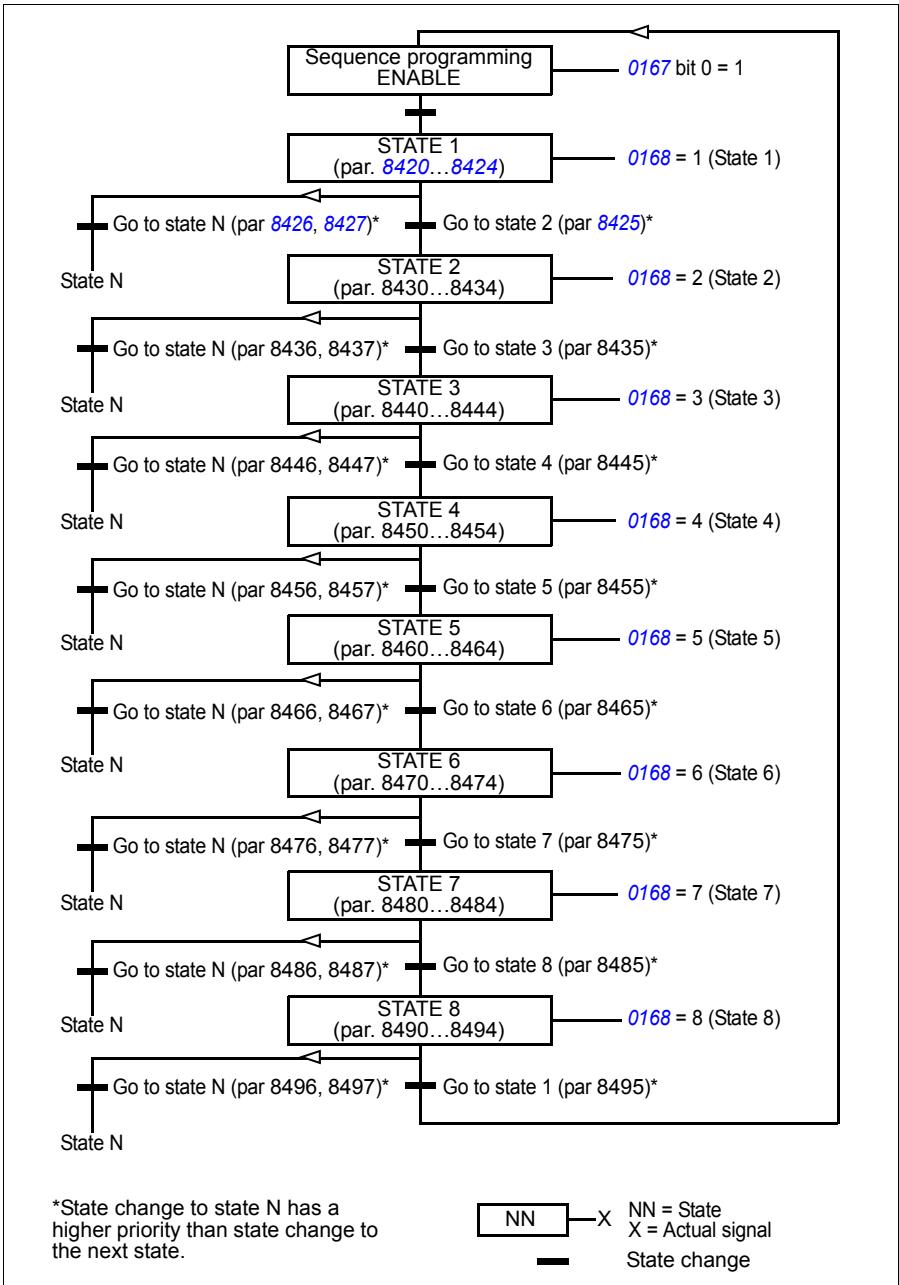 Sequence programming
ENABLE
0167 bit 0 = 1
STATE 1
(par. 8420…8424)
0168 = 1 (State 1)
Go to state N (par 8426, 8427)*
Go to state 2 (par 8425)*
State N
STATE 2
(par. 8430…8434)
0168 = 2 (State 2)
Go to state N (par 8436, 8437)*
Go to state 3 (par 8435)*
State N
STATE 3
(par. 8440…8444)
0168 = 3 (State 3)
Go to state N (par 8446, 8447)*
Go to state 4 (par 8445)*
State N
STATE 4
(par. 8450…8454)
0168 = 4 (State 4)
Go to state N (par 8456, 8457)*
Go to state 5 (par 8455)*
State N
STATE 5
(par. 8460…8464)
0168 = 5 (State 5)
Go to state N (par 8466, 8467)*
Go to state 6 (par 8465)*
State N
STATE 6
(par. 8470…8474)
0168 = 6 (State 6)
Go to state N (par 8476, 8477)*
Go to state 7 (par 8475)*
State N
STATE 7
(par. 8480…8484)
0168 = 7 (State 7)
Go to state N (par 8486, 8487)*
Go to state 8 (par 8485)*
State N
STATE 8
(par. 8490…8494)
0168 = 8 (State 8)
Go to state N (par 8496, 8497)*
Go to state 1 (par 8495)*
State N
*State change to state N has a
higher priority than state change to
the next state.
NN
X
NN = State
X = Actual signal
State change